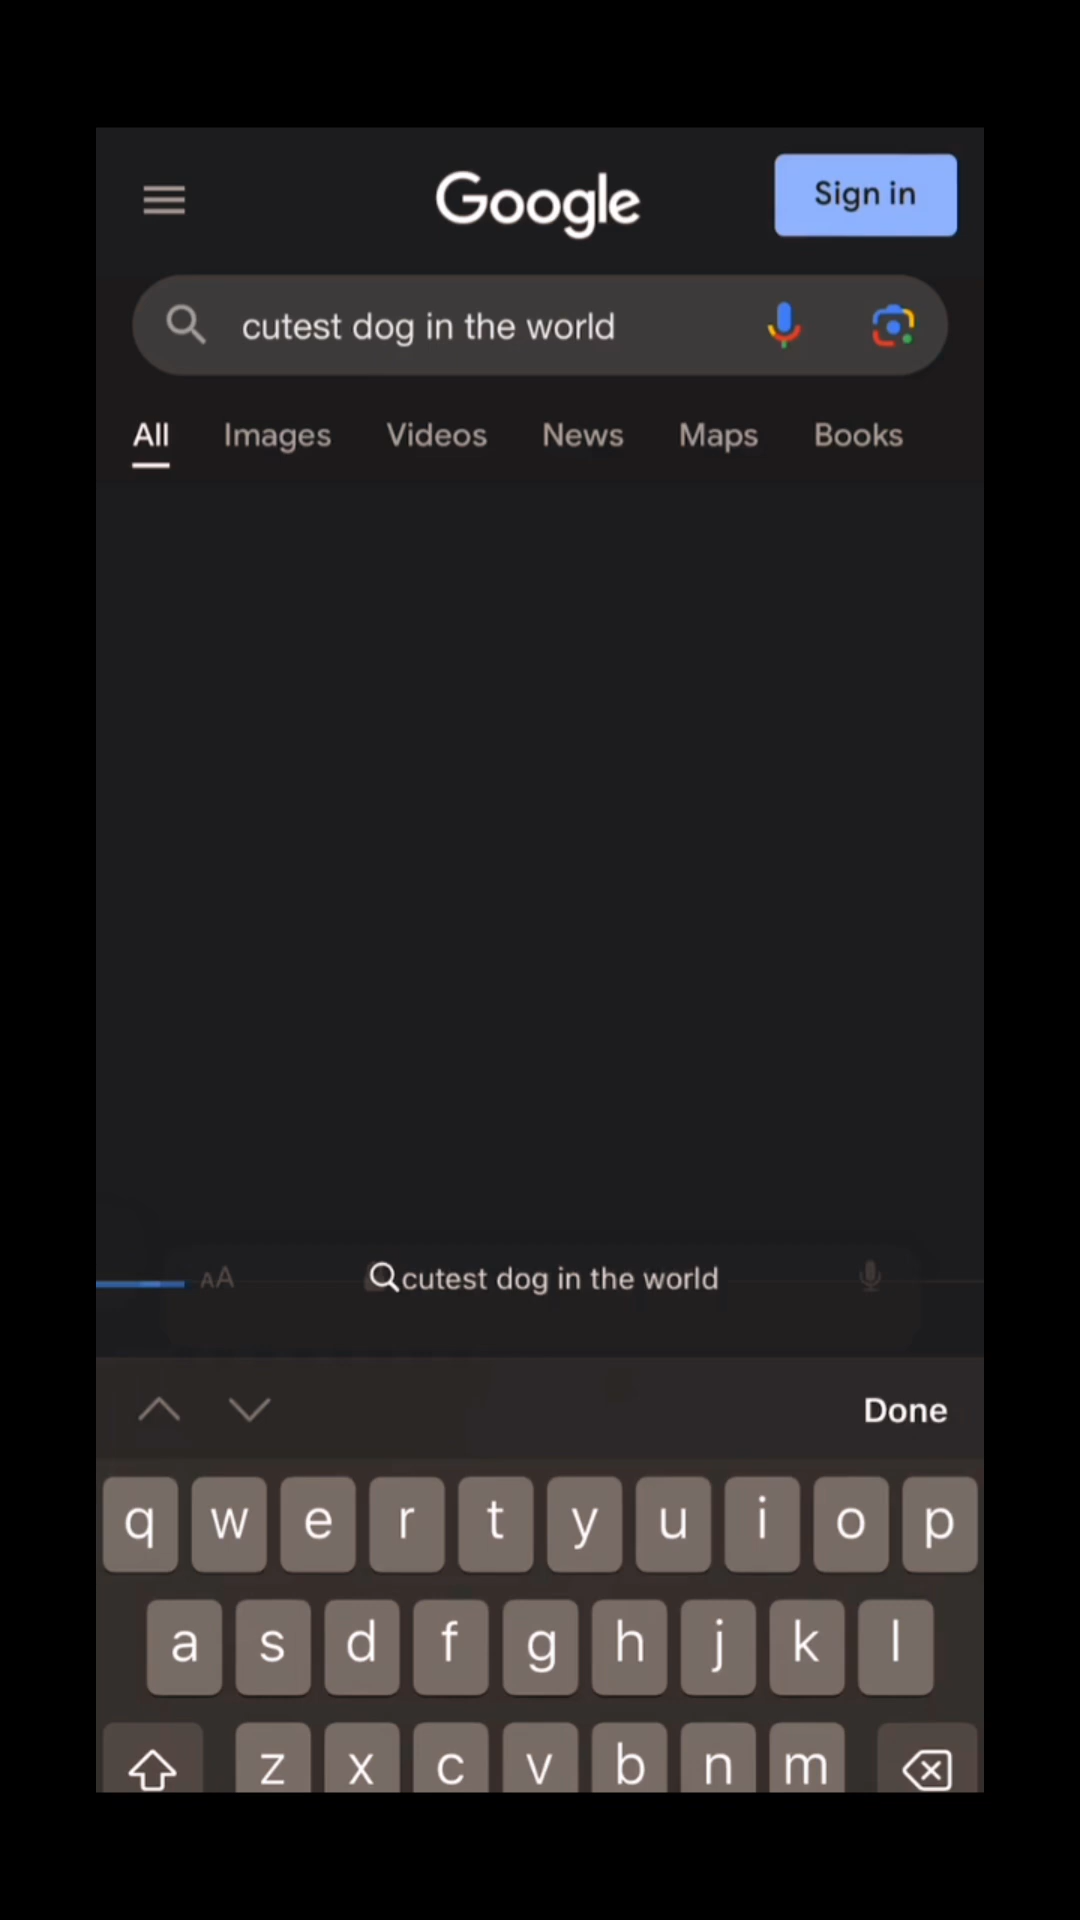 Google
Sign in
cutest dog in the world
All Images Videos News Maps Books
AA cutest dog in the world
Done
q w e r t y u i o p
a s d f g h j k l
z x c v b n m